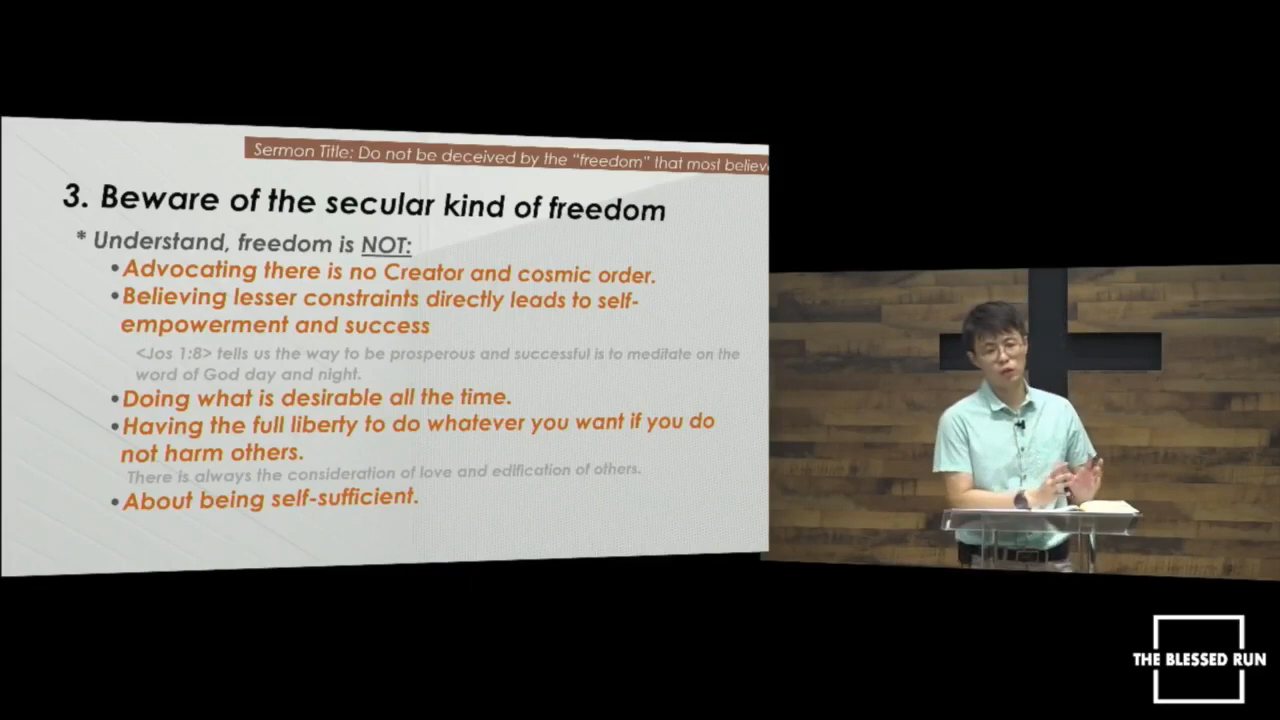 Sermon Title: Do not be deceived by the "freedom" that most believ
3. Beware of the secular kind of freedom
* Understand, freedom is NOT:
•Advocating there is no Creator and cosmic order.
•Believing lesser constraints directly leads to self-
empowerment and success
<Jos 1:8> tells us the way to be prosperous and successful is to meditate on the
word of God day and night.
•Doing what is desirable all the time.
•Having the full liberty to do whatever you want if you do
not harm others.
There is always the consideration of love and edification of others.
•About being self-sufficient.
THE BLESSED RUN